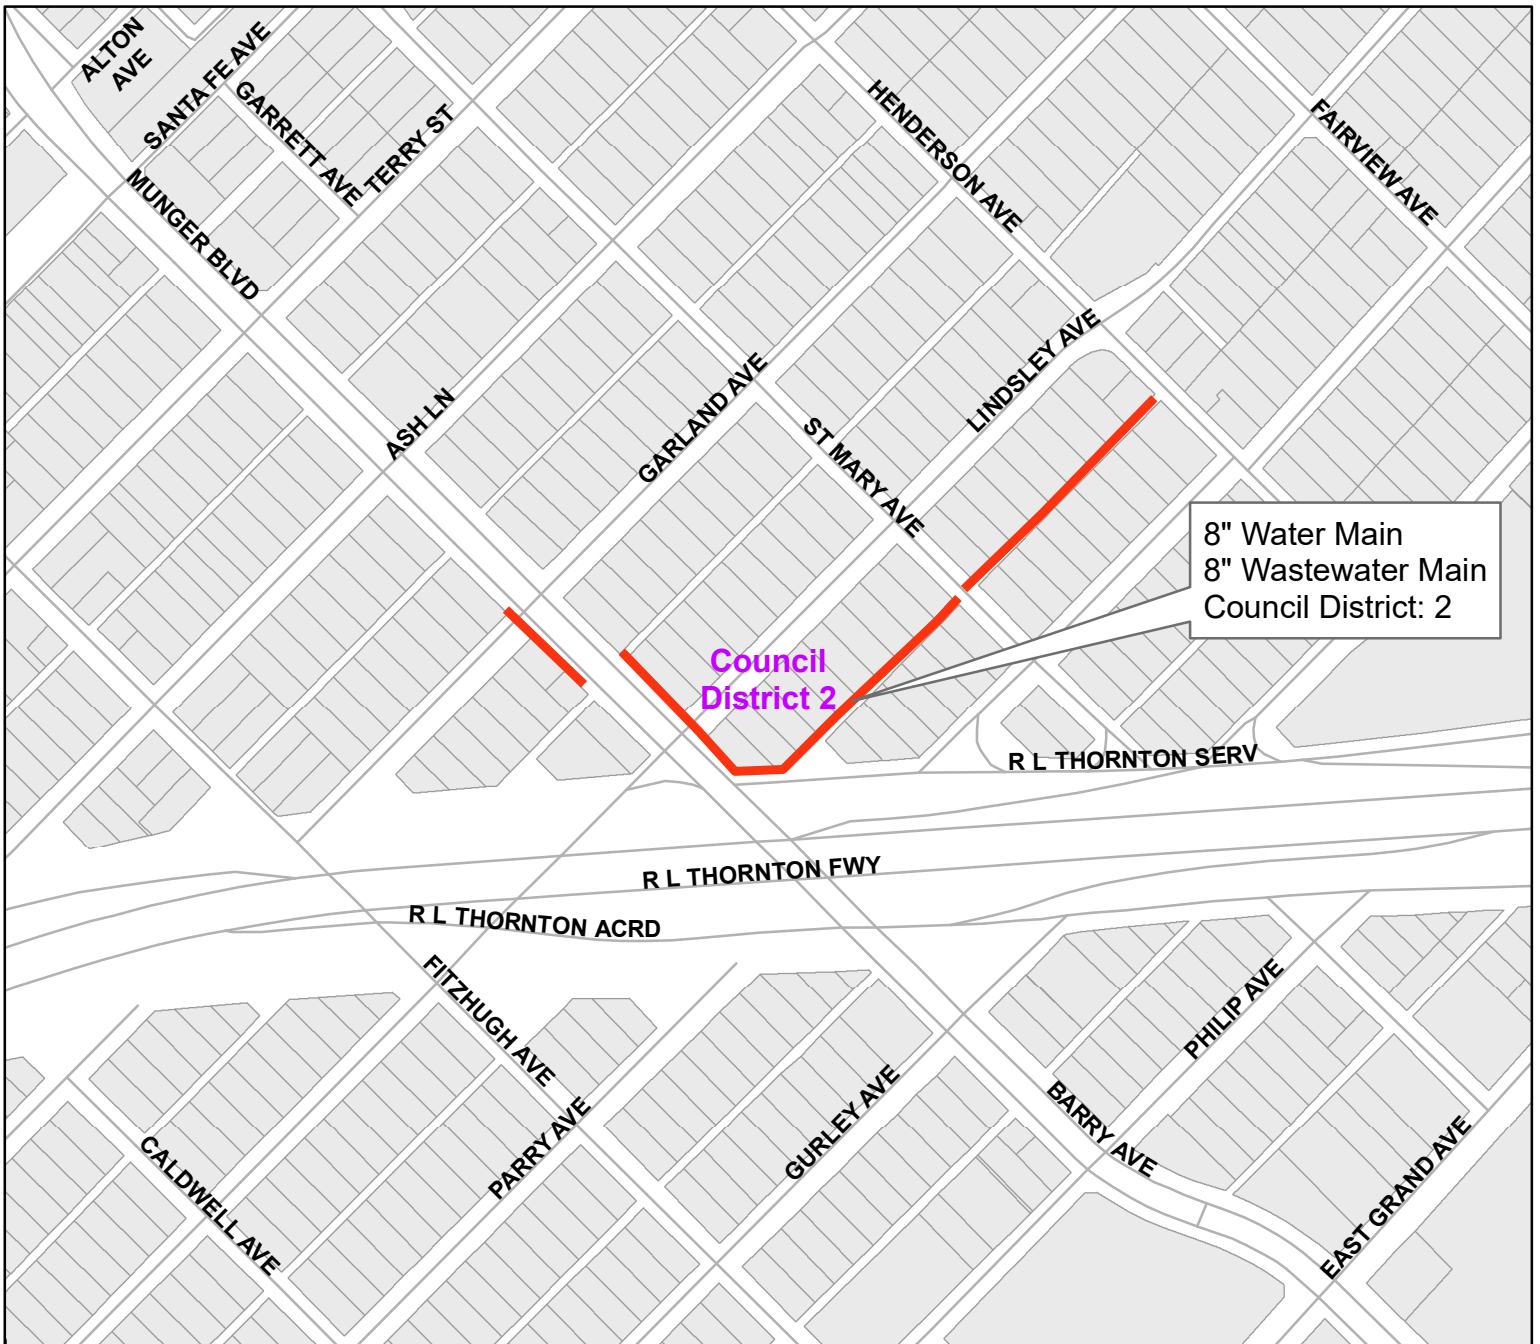 ALTON
AVE
SANTA FE AVE
GARRETT AVE
TERRY ST
MUNGER BLVD
HENDERSON AVE
FAIRVIEW AVE
ASH LN
GARLAND AVE
LINDSLEY AVE
ST MARY AVE
8" Water Main
8" Wastewater Main
Council District: 2
Council
District 2
R L THORNTON SERV
R L THORNTON FWY
R L THORNTON ACRD
FITZHUGH AVE
PHILIP AVE
PARRY AVE
GURLEY AVE
BARRY AVE
CALDWELL AVE
EAST GRAND AVE